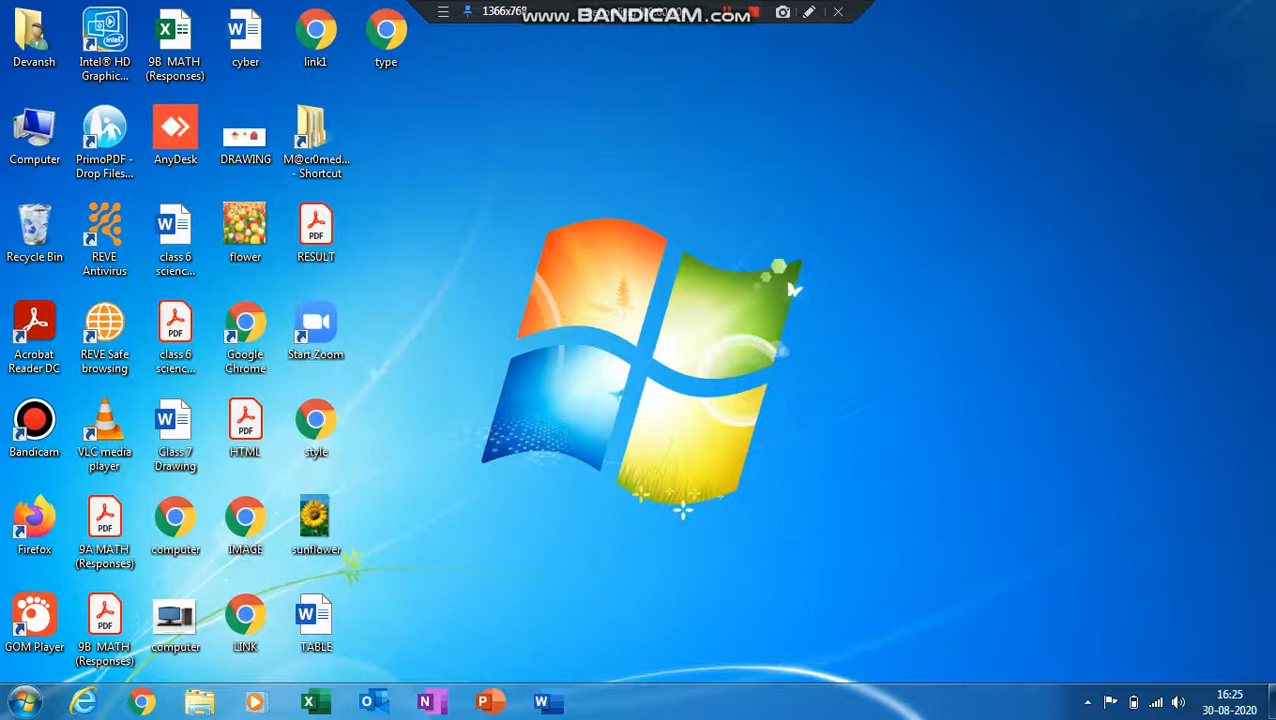 1366x768
www.BANDICAM.com
Devansh
Intel® HD
Graphic...
9B MATH
(Responses)
cyber
link1
type
Computer
PrimoPDF -
Drop Files...
AnyDesk
DRAWING
M@cr0med...
- Shortcut
Recycle Bin
REVE
Antivirus
class 6
scienc...
flower
RESULT
Acrobat
Reader DC
REVE Safe
browsing
class 6
scienc...
Google
Chrome
Start Zoom
Bandicam
VLC media
player
Class 7
Drawing
HTML
style
Firefox
9A MATH
(Responses)
computer
IMAGE
sunflower
GOM Player
9B MATH
(Responses)
computer
LINK
TABLE
16:25
30-08-2020